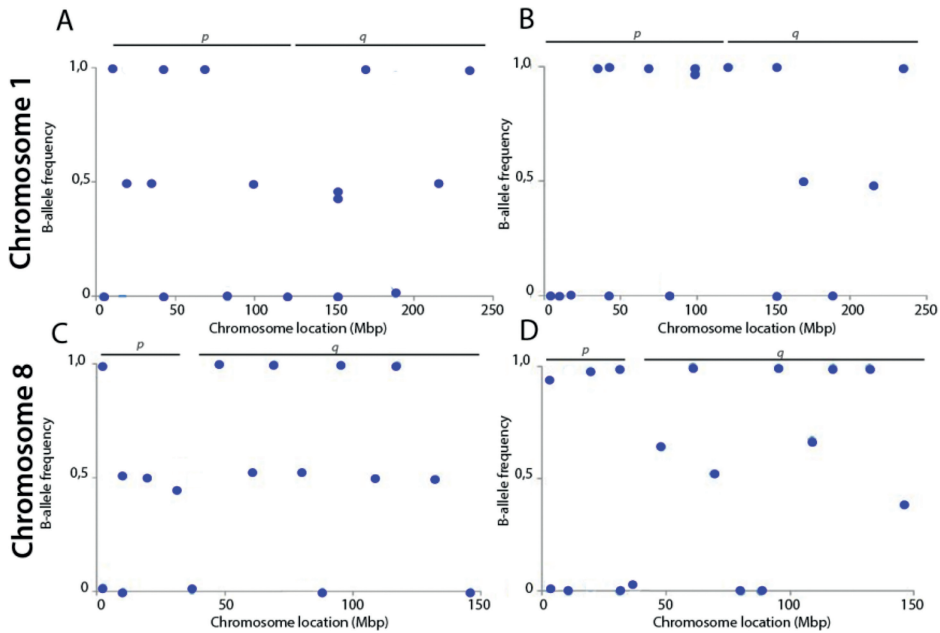 A
B
p
q
p
q
Chromosome 1
B-allele frequency
1,0
0,5
0
0
50
100
150
200
250
Chromosome location (Mbp)
B-allele frequency
1,0
0,5
0
0
50
100
150
200
250
Chromosome location (Mbp)
C
D
p
q
p
q
Chromosome 8
B-allele frequency
1,0
0,5
0
0
50
100
150
Chromosome location (Mbp)
B-allele frequency
1,0
0,5
0
0
50
100
150
Chromosome location (Mbp)